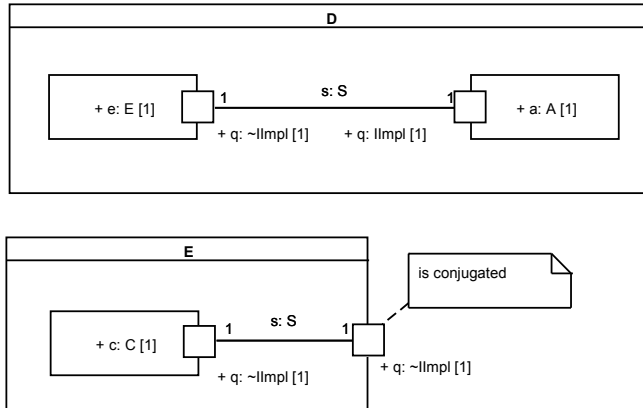 D
+ e: E [1]
1
s: S
1
+ a: A [1]
+ q: ~IImpl [1]
+ q: IImpl [1]
E
is conjugated
+ c: C [1]
1
s: S
1
+ q: ~IImpl [1]
+ q: ~IImpl [1]